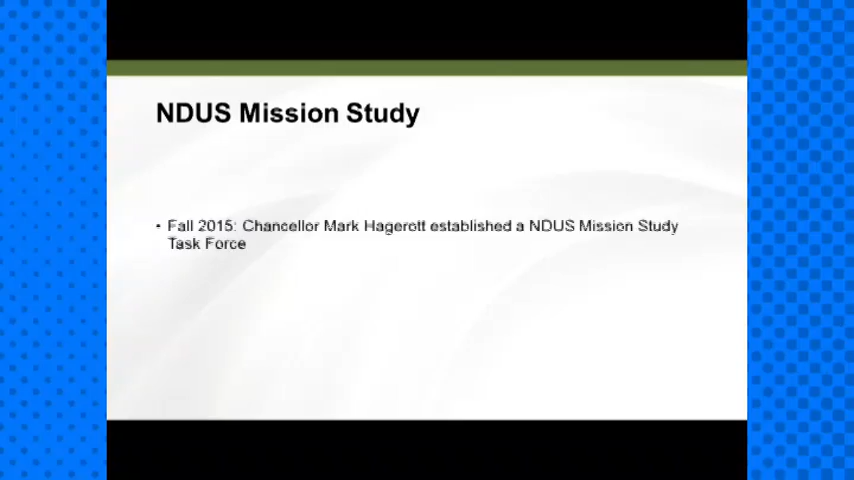 NDUS Mission Study
• Fall 2015: Chancellor Mark Hagerott established a NDUS Mission Study
Task Force